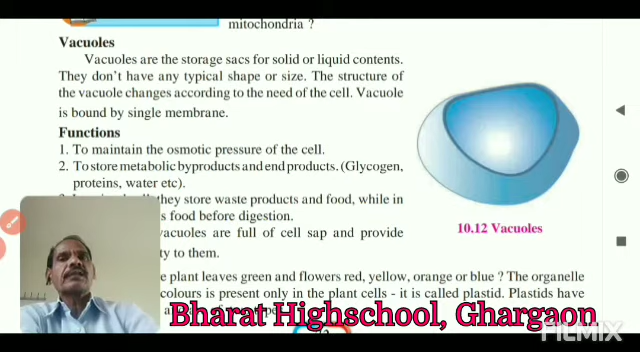 mitochondria ?
Vacuoles
Vacuoles are the storage sacs for solid or liquid contents.
They don't have any typical shape or size. The structure of
the vacuole changes according to the need of the cell. Vacuole
is bound by single membrane.
Functions
1. To maintain the osmotic pressure of the cell.
2. To store metabolic byproducts and end products. (Glycogen,
proteins, water etc).
they store waste products and food, while in
food before digestion.
acuoles are full of cell sap and provide
ty to them.
10.12 Vacuoles
plant leaves green and flowers red, yellow, orange or blue ? The organelle
colours is present only in the plant cells - it is called plastid. Plastids have
Bharat Highschool, Ghargaon
FILMIX